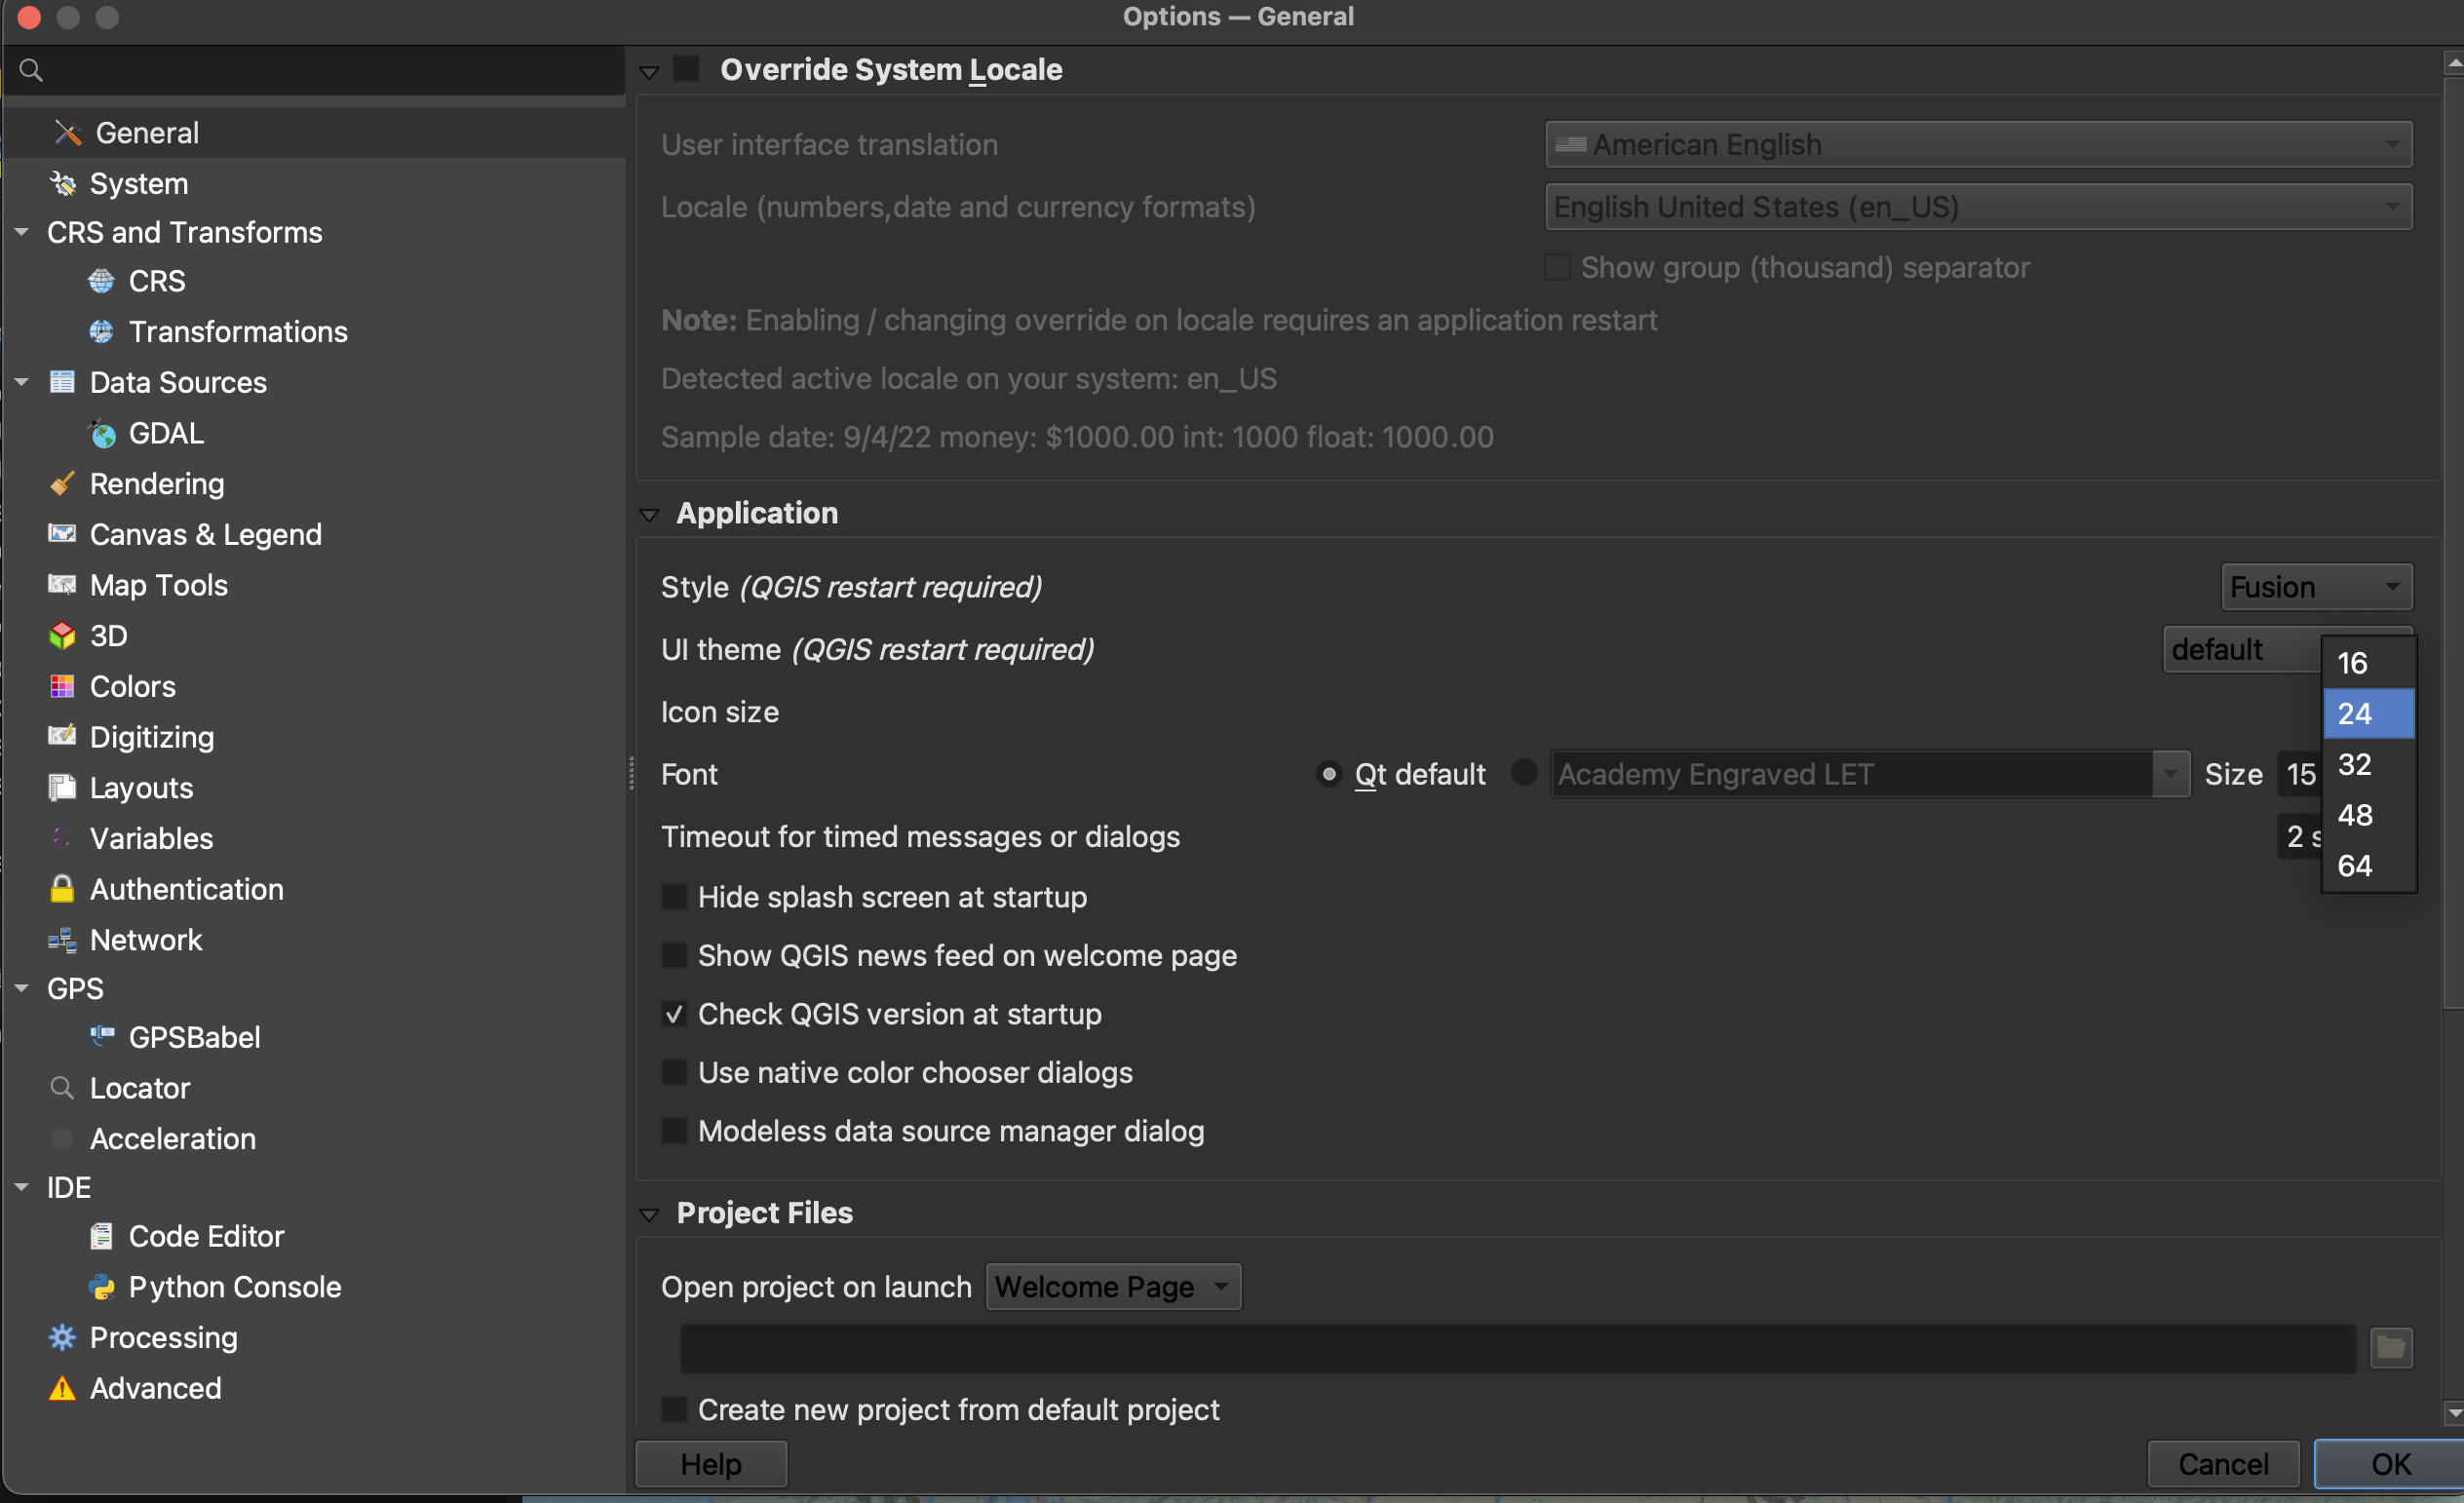 Options — General
General
System
CRS and Transforms
CRS
Transformations
Data Sources
GDAL
Rendering
Canvas & Legend
Map Tools
3D
Colors
Digitizing
Layouts
Variables
Authentication
Network
GPS
GPSBabel
Locator
Acceleration
IDE
Code Editor
Python Console
Processing
Advanced
Override System Locale
User interface translation
American English
Locale (numbers,date and currency formats)
English United States (en_US)
Show group (thousand) separator
Note: Enabling / changing override on locale requires an application restart
Detected active locale on your system: en_US
Sample date: 9/4/22 money: $1000.00 int: 1000 float: 1000.00
Application
Style (QGIS restart required)
Fusion
UI theme (QGIS restart required)
default
Icon size
16
24
32
48
64
Font
Qt default
Academy Engraved LET
Size
15
Timeout for timed messages or dialogs
2 s
Hide splash screen at startup
Show QGIS news feed on welcome page
Check QGIS version at startup
Use native color chooser dialogs
Modeless data source manager dialog
Project Files
Open project on launch
Welcome Page
Create new project from default project
Help
Cancel
OK